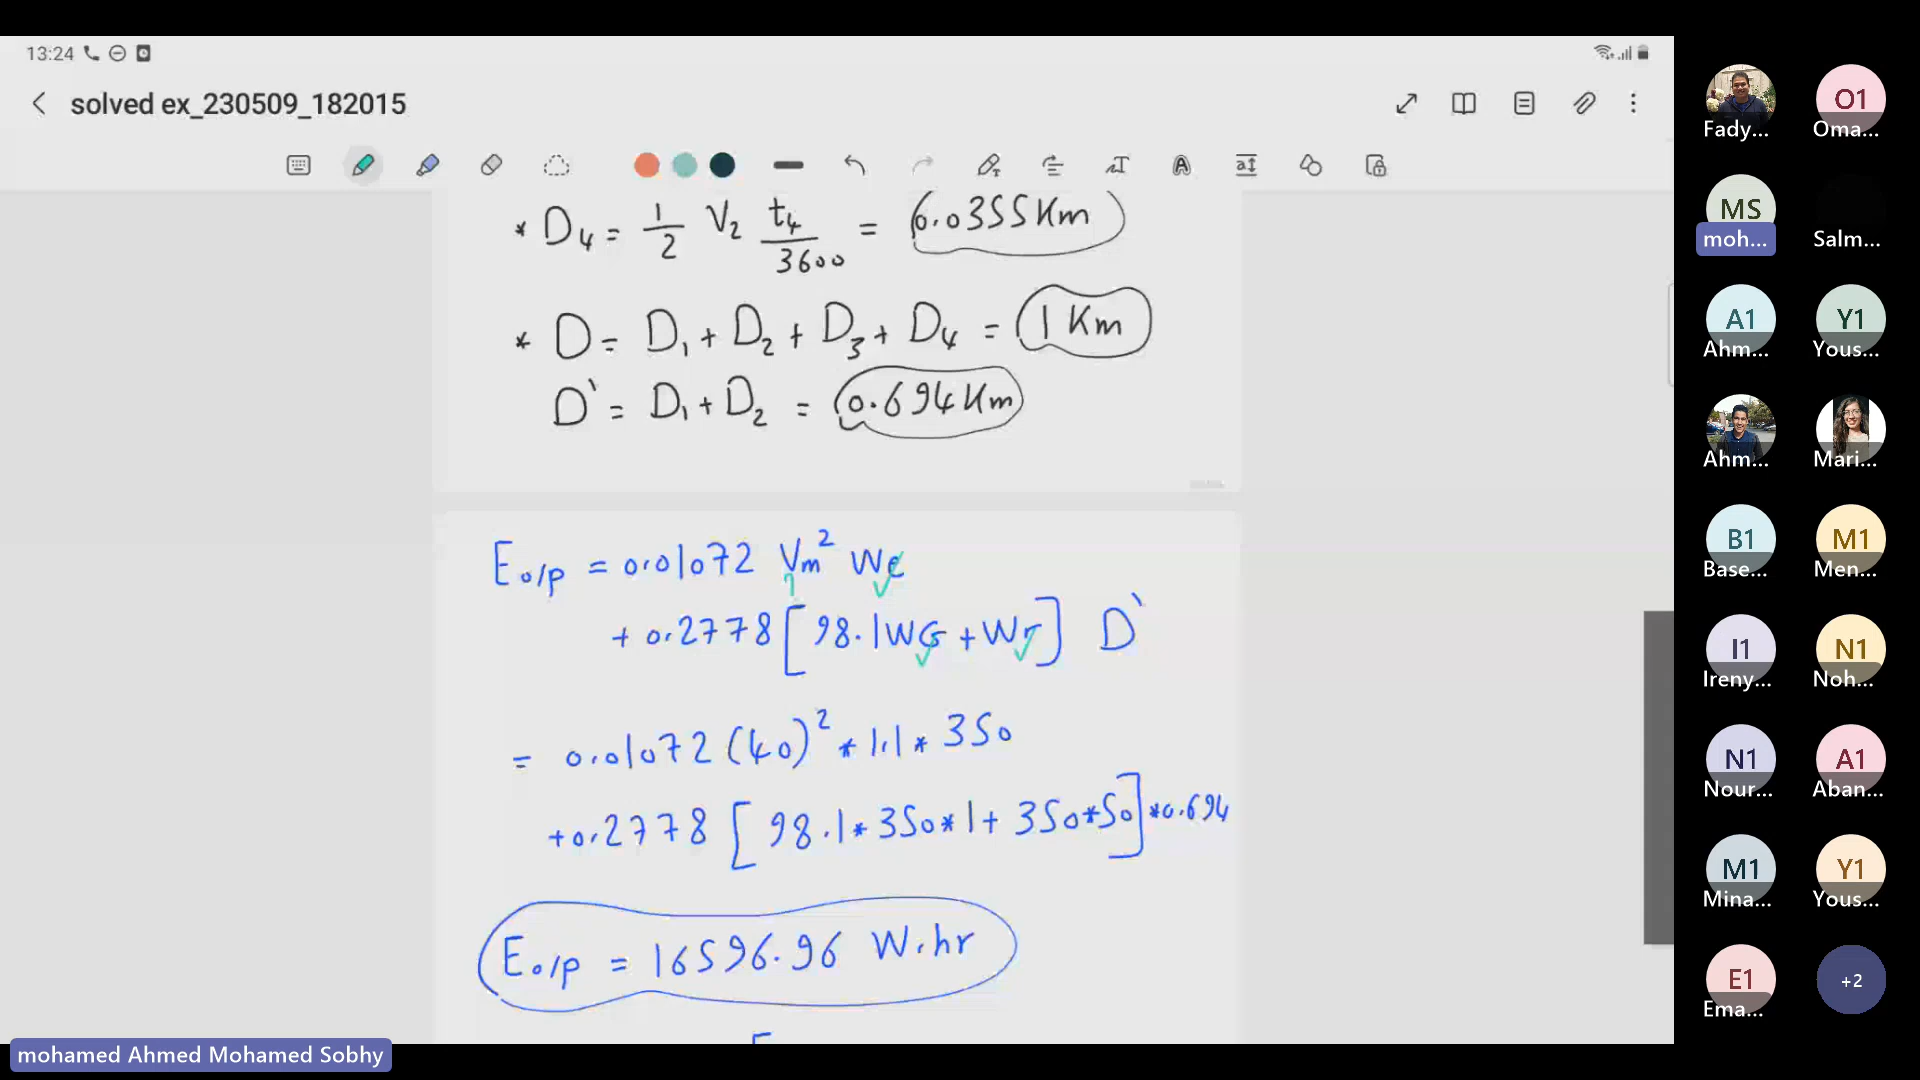 13:24
solved ex_230509_182015
* D4 = 1/2 V2 t4/3600 = 0.0355 Km
* D = D1 + D2 + D3 + D4 = 1 Km
D` = D1 + D2 = 0.694 Km
Eo/p = 0.01072 Vm² We
+ 0.2778 [98.1WG + Wr] D`
= 0.01072 (40)² * 1.1 * 350
+0.2778 [98.1 * 350 * 1 + 350 * 50] * 0.694
Eo/p = 16596.96 W.hr
Fady...
O1
Oma...
MS
moh...
Salm...
A1
Ahm...
Y1
Yous...
Ahm...
Mari...
B1
Base...
M1
Men...
I1
Ireny...
N1
Noh...
N1
Nour...
A1
Aban...
M1
Mina...
Y1
Yous...
E1
Ema...
+2
mohamed Ahmed Mohamed Sobhy